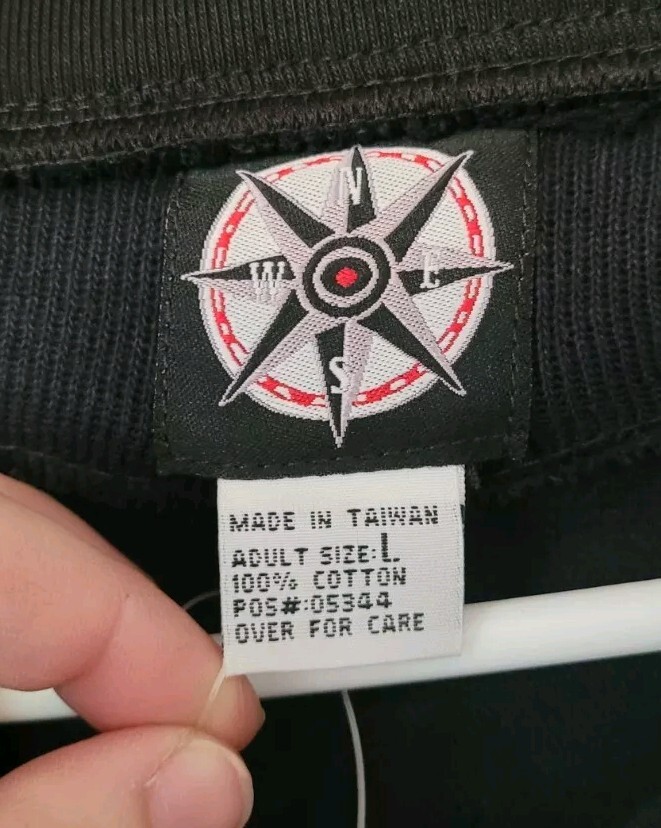 N
W E
S
MADE IN TAIWAN
ADULT SIZE: L
100% COTTON
POS#:05344
OVER FOR CARE